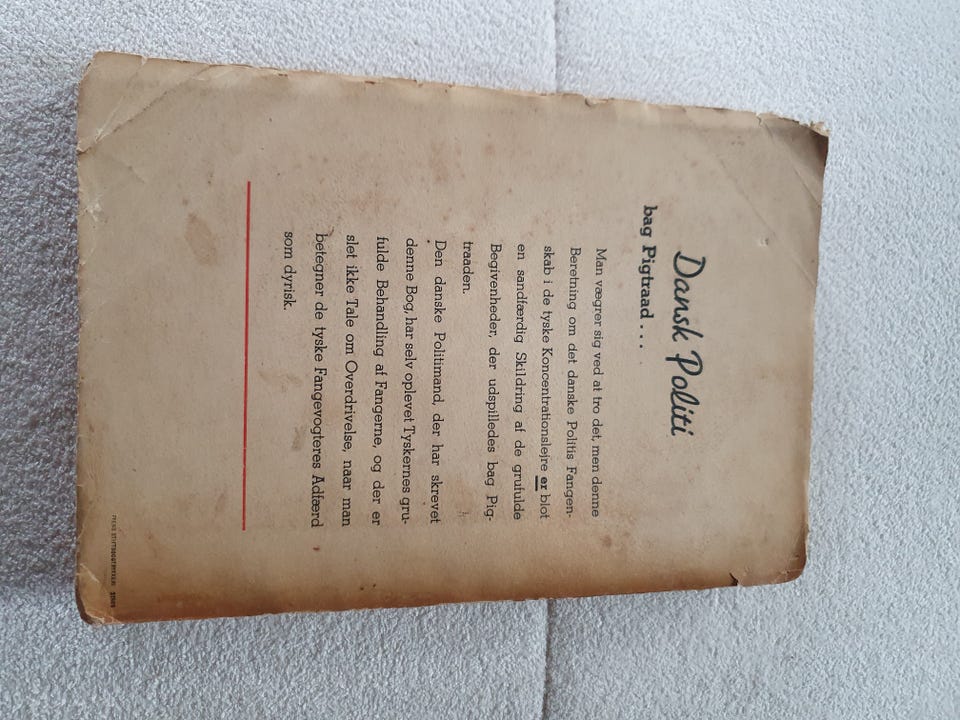 Dansk Politi
bag Pigtraad . . .
Man vægrer sig ved at tro det, men denne
Beretning om det danske Politis Fangen-
skab i de tyske Koncentrationslejre er blot
en sandfærdig Skildring af de grufulde
Begivenheder, der udspilledes bag Pig-
traaden.
Den danske Politimand, der har skrevet
denne Bog, har selv oplevet Tyskernes gru-
fulde Behandling af Fangerne, og der er
slet ikke Tale om Overdrivelse, naar man
betegner de tyske Fangevogteres Adfærd
som dyrisk.
STIFTSBOGTRYKKERI